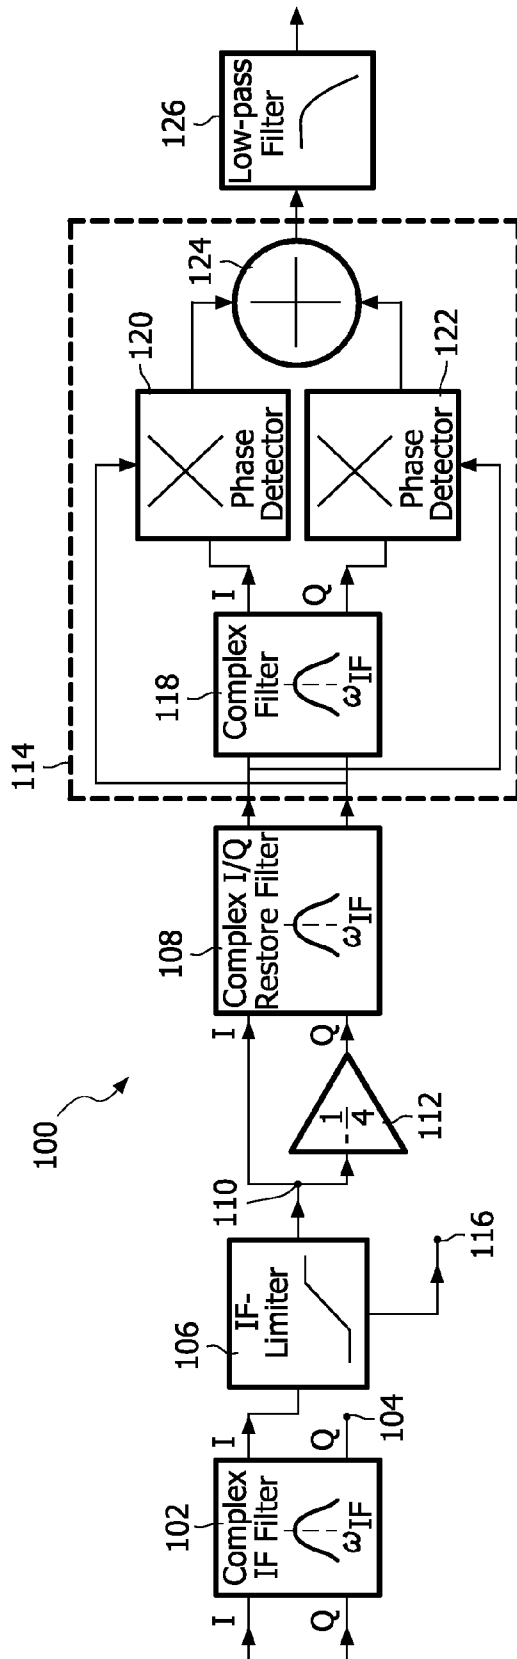 100
I
Q
102
Complex
IF Filter
ωIF
I
Q
104
106
IF-
Limiter
116
110
I
- 1/4
112
Q
108
Complex I/Q
Restore Filter
ωIF
114
118
Complex
Filter
ωIF
I
Q
120
Phase
Detector
122
Phase
Detector
124
126
Low-pass
Filter